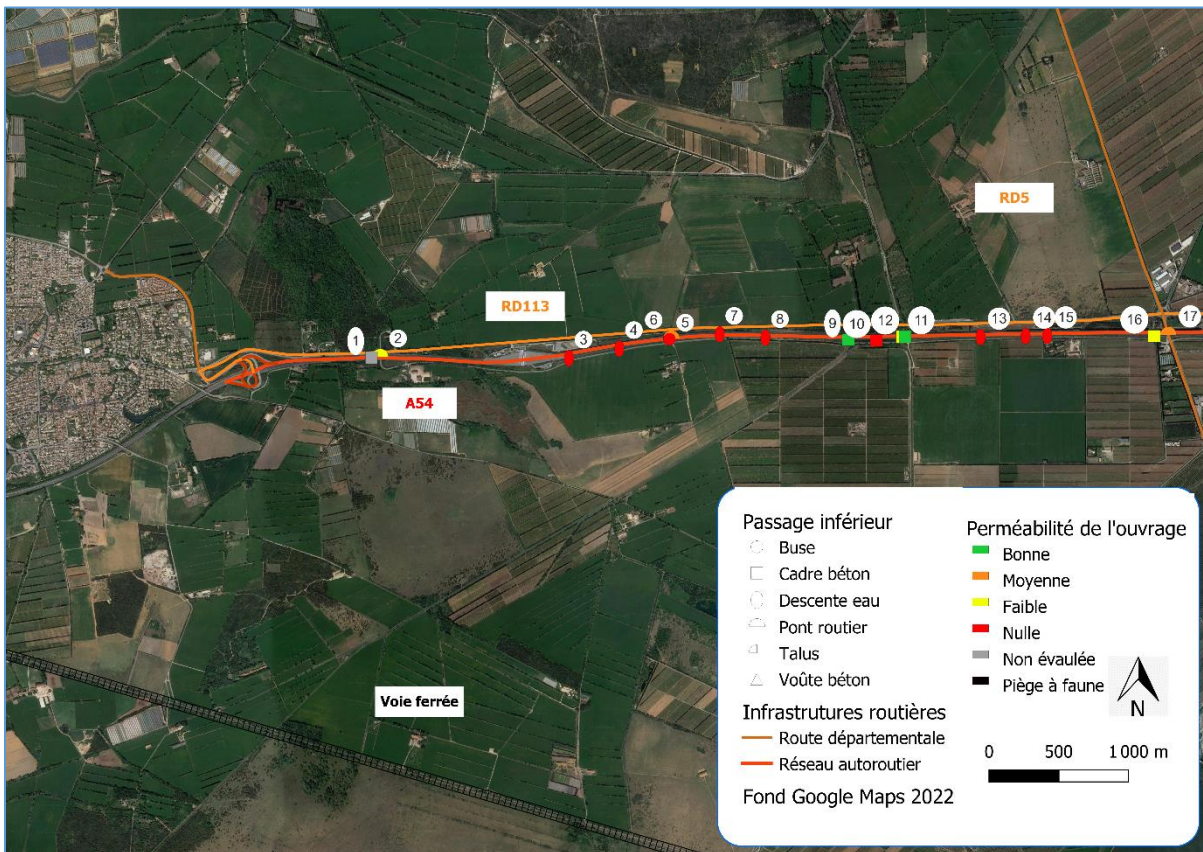 RD5
RD113
1
2
3
4
6
5
7
8
9
10
12
11
13
14
15
16
17
A54
Voie ferrée
Passage inférieur
Buse
Cadre béton
Descente eau
Pont routier
Talus
Voûte béton
Infrastrutures routières
Route départementale
Réseau autoroutier
Fond Google Maps 2022
Perméabilité de l'ouvrage
Bonne
Moyenne
Faible
Nulle
Non évaulée
Piège à faune
N
0 500 1 000 m